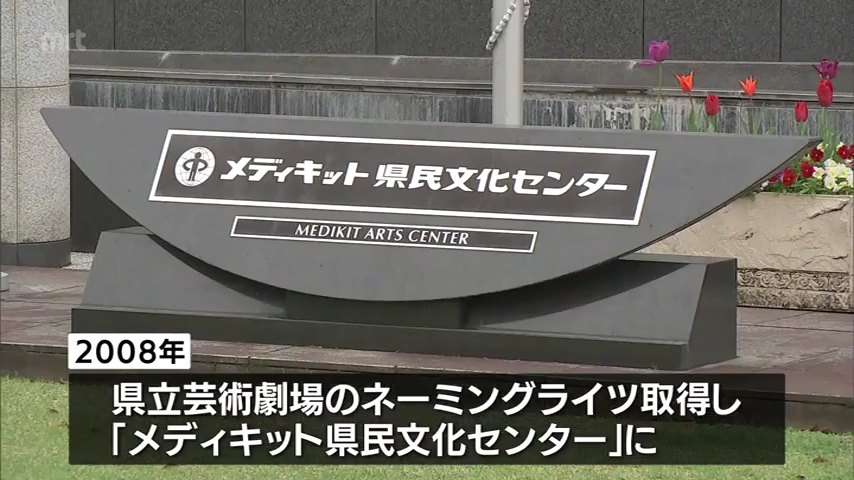 mrt
メディキット 県民文化センター
MEDIKIT ARTS CENTER
2008年
県立芸術劇場のネーミングライツ取得し
「メディキット県民文化センター」に